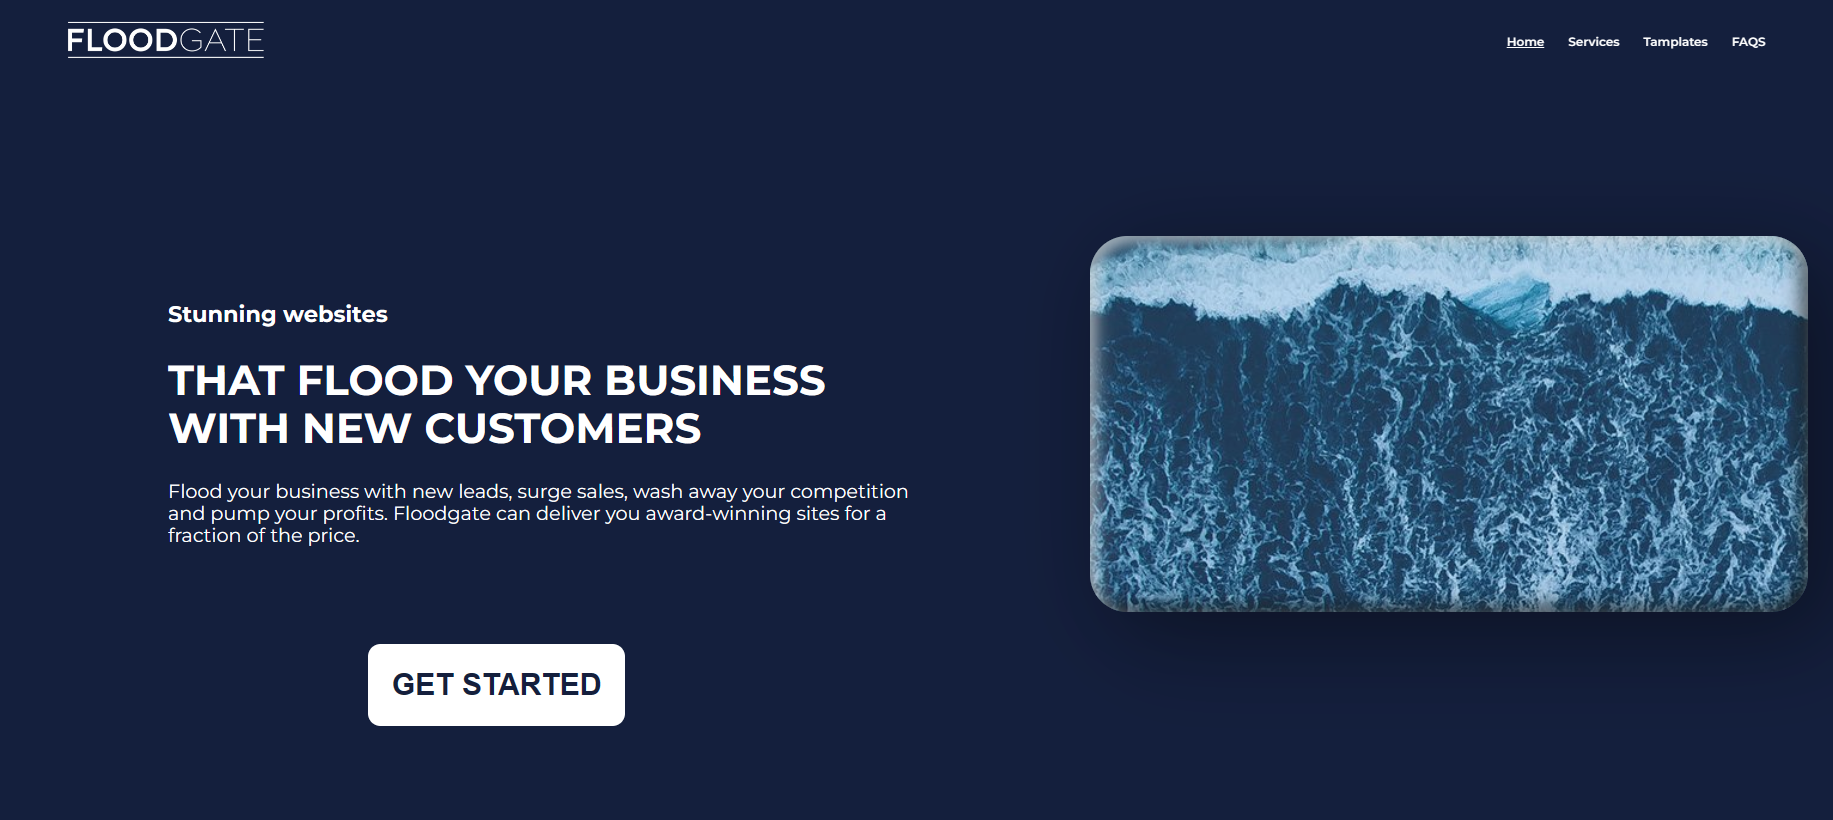 FLOODGATE
Home Services Tamplates FAQS
Stunning websites
THAT FLOOD YOUR BUSINESS
WITH NEW CUSTOMERS
Flood your business with new leads, surge sales, wash away your competition
and pump your profits. Floodgate can deliver you award-winning sites for a
fraction of the price.
GET STARTED